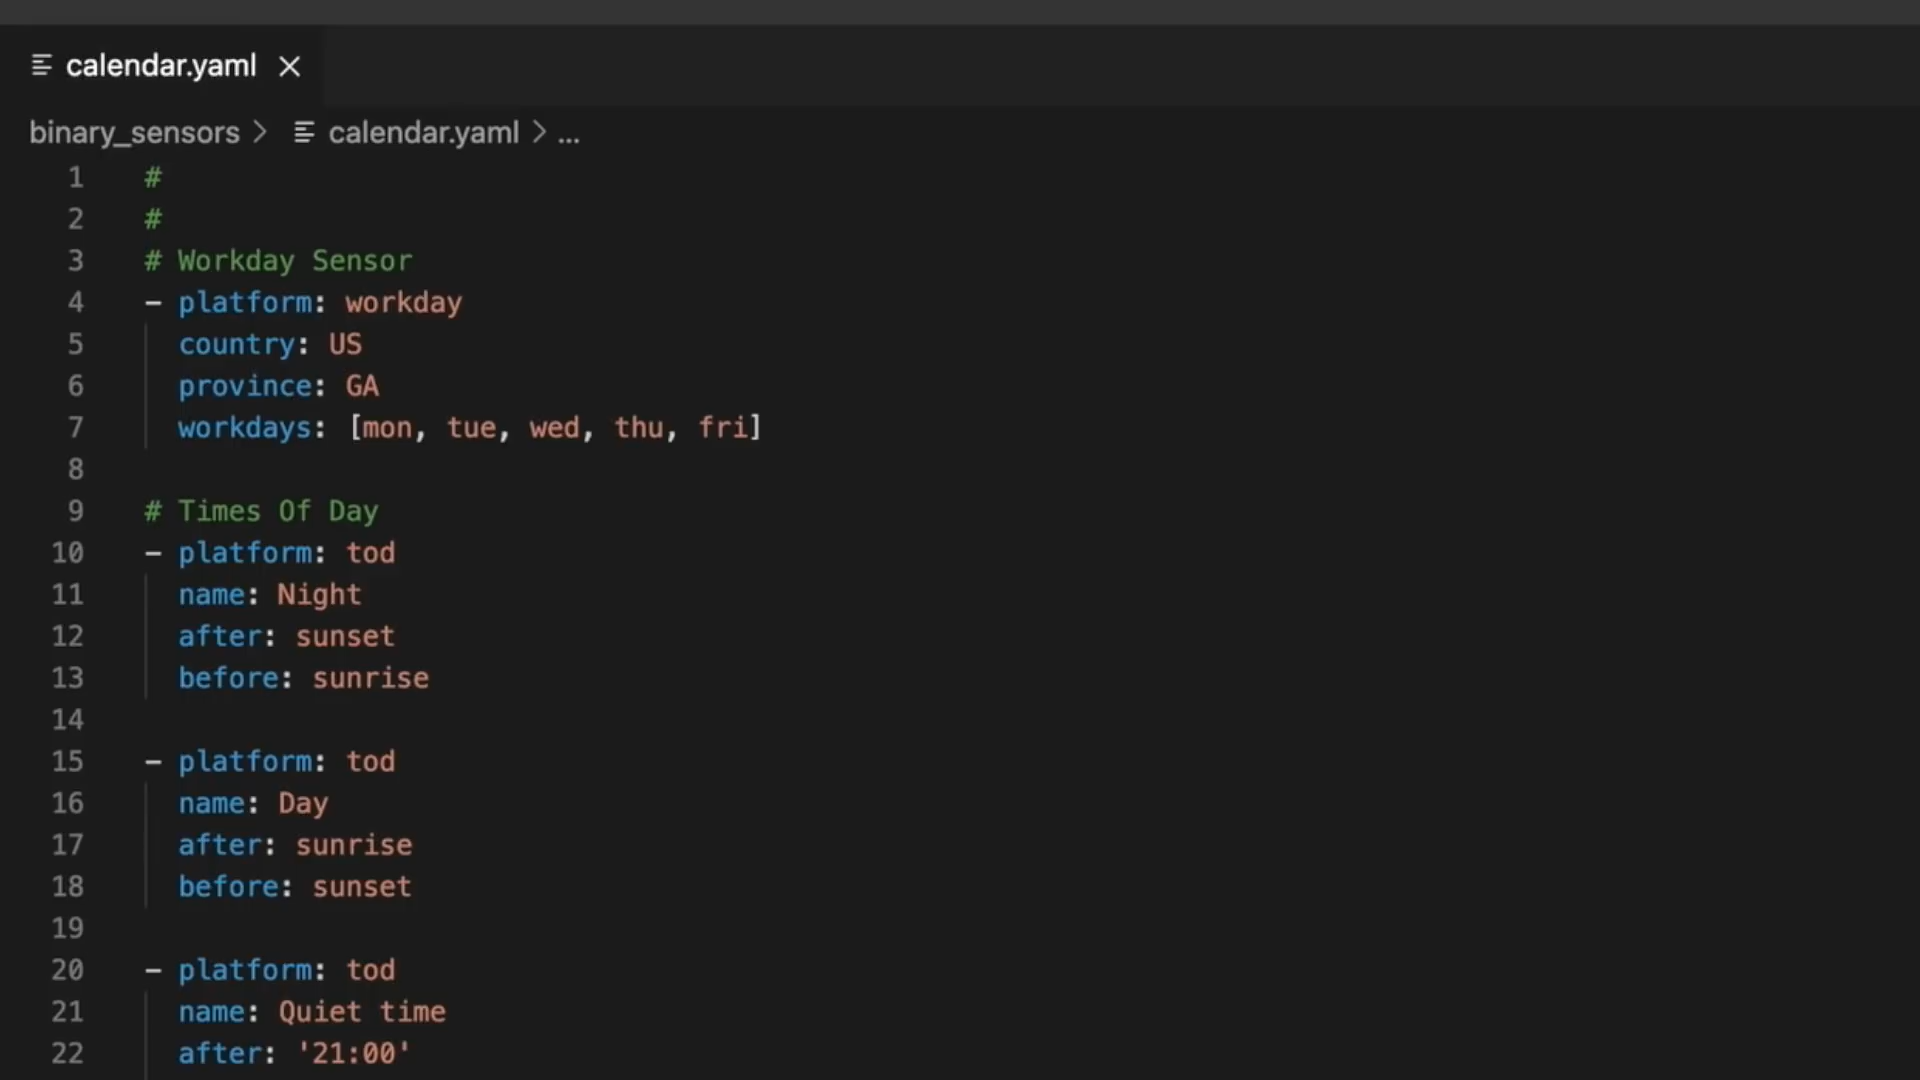 calendar.yaml
binary_sensors > calendar.yaml > ...
1 #
2 #
3 # Workday Sensor
4 - platform: workday
5 country: US
6 province: GA
7 workdays: [mon, tue, wed, thu, fri]
8
9 # Times Of Day
10 - platform: tod
11 name: Night
12 after: sunset
13 before: sunrise
14
15 - platform: tod
16 name: Day
17 after: sunrise
18 before: sunset
19
20 - platform: tod
21 name: Quiet time
22 after: '21:00'